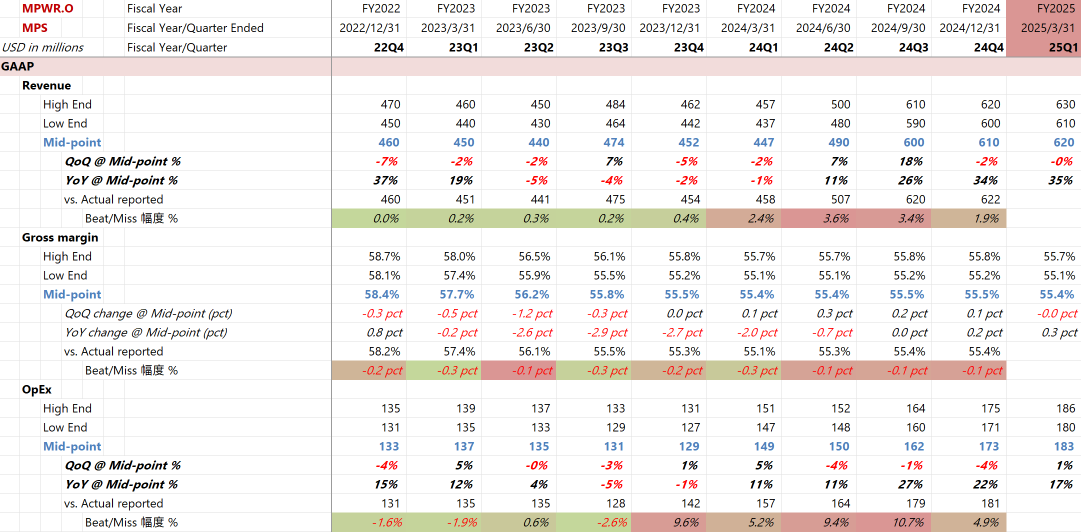 MPWR.O Fiscal Year FY2022 FY2023 FY2023 FY2023 FY2023 FY2024 FY2024 FY2024 FY2024 FY2025
MPS Fiscal Year/Quarter Ended 2022/12/31 2023/3/31 2023/6/30 2023/9/30 2023/12/31 2024/3/31 2024/6/30 2024/9/30 2024/12/31 2025/3/31
USD in millions Fiscal Year/Quarter 22Q4 23Q1 23Q2 23Q3 23Q4 24Q1 24Q2 24Q3 24Q4 25Q1
GAAP
Revenue
High End 470 460 450 484 462 457 500 610 620 630
Low End 450 440 430 464 442 437 480 590 600 610
Mid-point 460 450 440 474 452 447 490 600 610 620
QoQ @ Mid-point % -7% -2% -2% 7% -5% -2% 7% 18% -2% -0%
YoY @ Mid-point % 37% 19% -5% -4% -2% -1% 11% 26% 34% 35%
vs. Actual reported 460 451 441 475 454 458 507 620 622
Beat/Miss 幅度 % 0.0% 0.2% 0.3% 0.2% 0.4% 2.4% 3.6% 3.4% 1.9%
Gross margin
High End 58.7% 58.0% 56.5% 56.1% 55.8% 55.7% 55.7% 55.8% 55.8% 55.7%
Low End 58.1% 57.4% 55.9% 55.5% 55.2% 55.1% 55.1% 55.2% 55.2% 55.1%
Mid-point 58.4% 57.7% 56.2% 55.8% 55.5% 55.4% 55.4% 55.5% 55.5% 55.4%
QoQ change @ Mid-point (pct) -0.3 pct -0.5 pct -1.2 pct -0.3 pct 0.0 pct 0.1 pct 0.3 pct 0.2 pct 0.1 pct -0.0 pct
YoY change @ Mid-point (pct) 0.8 pct -0.2 pct -2.6 pct -2.9 pct -2.7 pct -2.0 pct -0.7 pct 0.0 pct 0.2 pct 0.3 pct
vs. Actual reported 58.2% 57.4% 56.1% 55.5% 55.3% 55.1% 55.3% 55.4% 55.4%
Beat/Miss 幅度 % -0.2 pct -0.3 pct -0.1 pct -0.3 pct -0.2 pct -0.3 pct -0.1 pct -0.1 pct -0.1 pct
OpEx
High End 135 139 137 133 131 151 152 164 175 186
Low End 131 135 133 129 127 147 148 160 171 180
Mid-point 133 137 135 131 129 149 150 162 173 183
QoQ @ Mid-point % -4% 5% -0% -3% 1% 5% -4% -1% -4% 1%
YoY @ Mid-point % 15% 12% 4% -5% -1% 11% 11% 27% 22% 17%
vs. Actual reported 131 135 135 128 142 157 164 179 181
Beat/Miss 幅度 % -1.6% -1.9% 0.6% -2.6% 9.6% 5.2% 9.4% 10.7% 4.9%